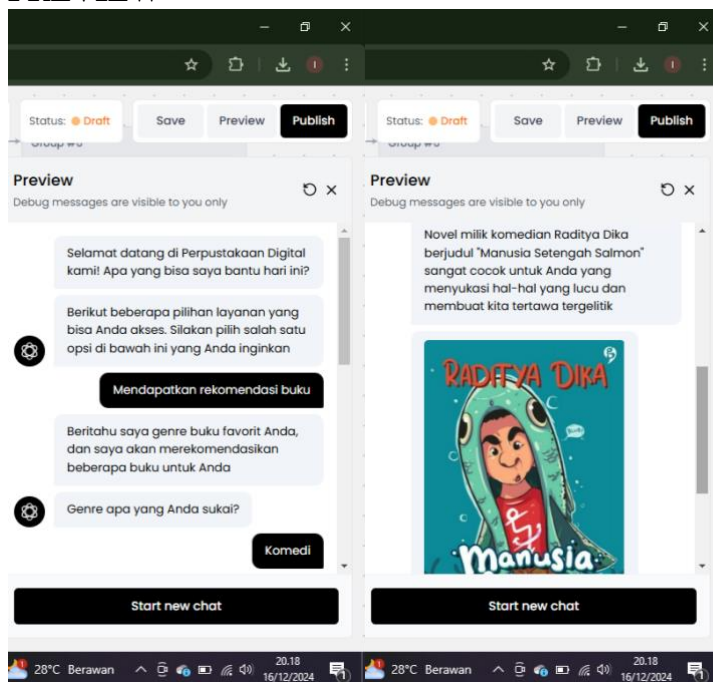 Status: Draft
Save
Preview
Publish
Preview
Debug messages are visible to you only
Selamat datang di Perpustakaan Digital
kami! Apa yang bisa saya bantu hari ini?
Berikut beberapa pilihan layanan yang
bisa Anda akses. Silakan pilih salah satu
opsi di bawah ini yang Anda inginkan
Mendapatkan rekomendasi buku
Beritahu saya genre buku favorit Anda,
dan saya akan merekomendasikan
beberapa buku untuk Anda
Genre apa yang Anda sukai?
Komedi
Start new chat
28°C Berawan
20.18
16/12/2024
Status: Draft
Save
Preview
Publish
Preview
Debug messages are visible to you only
Novel milik komedian Raditya Dika
berjudul "Manusia Setengah Salmon"
sangat cocok untuk Anda yang
menyukasi hal-hal yang lucu dan
membuat kita tertawa tergelitik
RADITYA DIKA
manusia
Start new chat
28°C Berawan
20.18
16/12/2024